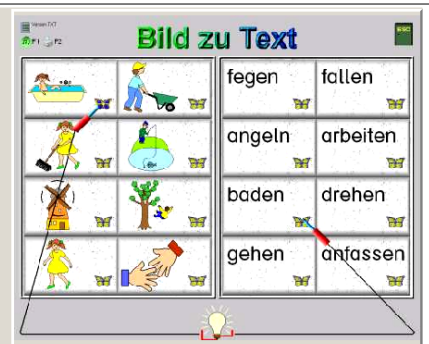 Bild zu Text
F1 F2
fegen fallen
angeln arbeiten
baden drehen
gehen anfassen